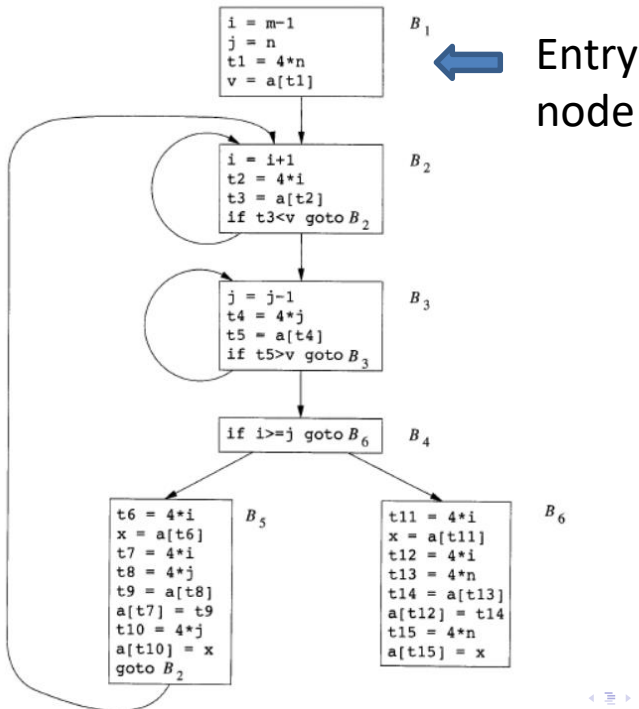 i = m-1
j = n
t1 = 4*n
v = a[t1]
B1
Entry
node
i = i+1
t2 = 4*i
t3 = a[t2]
if t3<v goto B2
B2
j = j-1
t4 = 4*j
t5 = a[t4]
if t5>v goto B3
B3
if i>=j goto B6
B4
t6 = 4*i
x = a[t6]
t7 = 4*i
t8 = 4*j
t9 = a[t8]
a[t7] = t9
t10 = 4*j
a[t10] = x
goto B2
B5
t11 = 4*i
x = a[t11]
t12 = 4*i
t13 = 4*n
t14 = a[t13]
a[t12] = t14
t15 = 4*n
a[t15] = x
B6